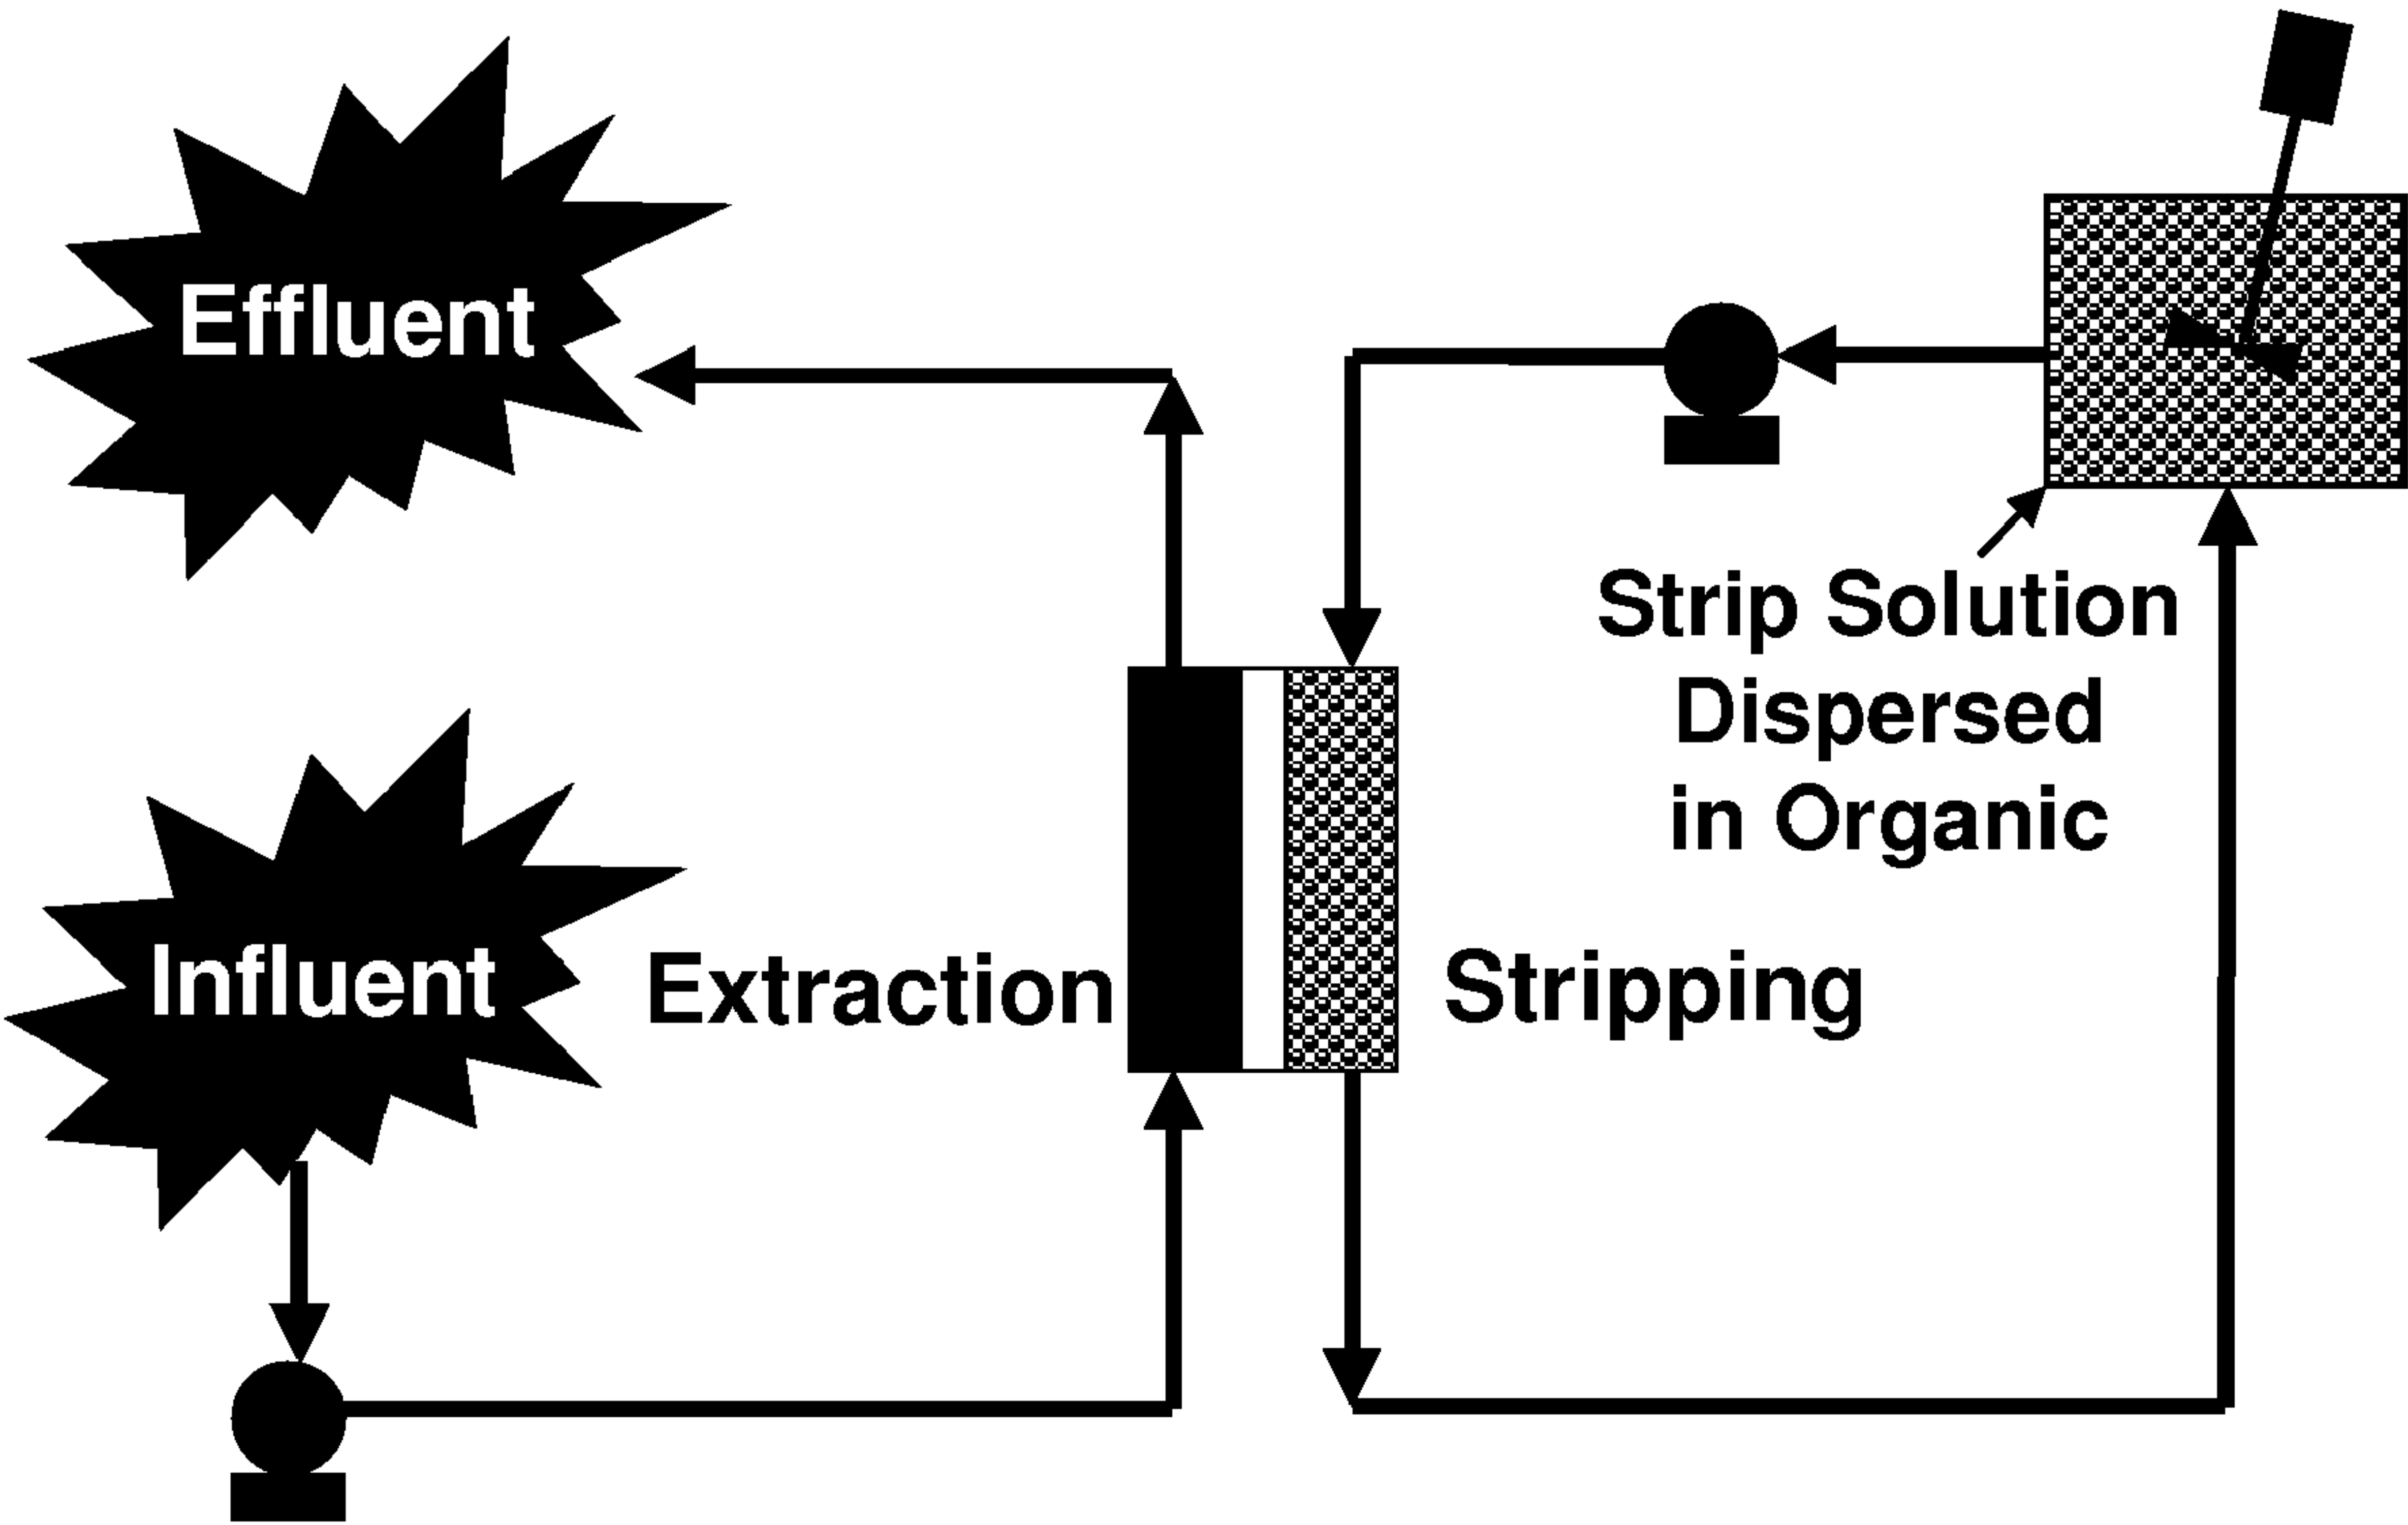 Effluent
Strip Solution
Dispersed
in Organic
Influent
Extraction
Stripping